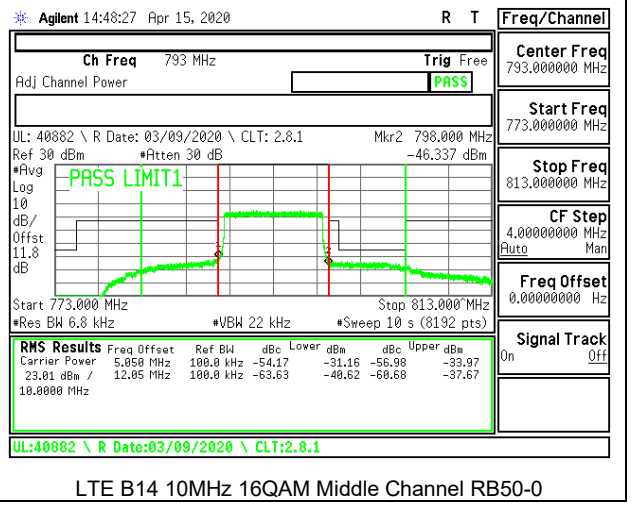 Agilent 14:48:27 Apr 15, 2020 R T
Freq/Channel
Ch Freq 793 MHz Trig Free
Adj Channel Power PASS
Center Freq
793.000000 MHz
Start Freq
773.000000 MHz
Stop Freq
813.000000 MHz
CF Step
4.00000000 MHz
Auto Man
Freq Offset
0.00000000 Hz
Signal Track
On Off
UL: 40882 \ R Date: 03/09/2020 \ CLT: 2.8.1 Mkr2 798.000 MHz
Ref 30 dBm #Atten 30 dB -46.337 dBm
#Avg
Log
10
dB/
Offst
11.8
dB
PASS LIMIT1
1
2
Start 773.000 MHz Stop 813.000 MHz
#Res BW 6.8 kHz #VBW 22 kHz #Sweep 10 s (8192 pts)
RMS Results Freq Offset Ref BW dBc Lower dBm dBc Upper dBm
Carrier Power 5.050 MHz 100.0 kHz -54.17 -31.16 -56.98 -33.97
23.01 dBm / 12.05 MHz 100.0 kHz -63.63 -40.62 -60.68 -37.67
10.0000 MHz
UL:40882 \ R Date:03/09/2020 \ CLT:2.8.1
LTE B14 10MHz 16QAM Middle Channel RB50-0